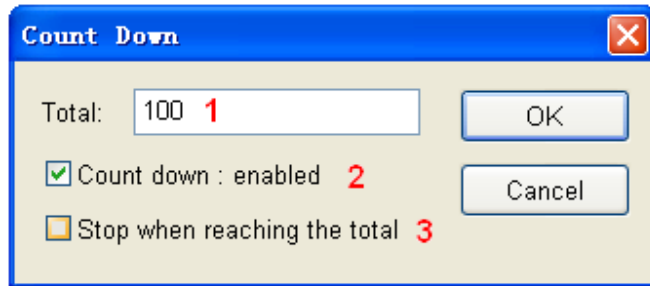 Count Down
Total: 100 1
OK
Count down : enabled 2
Cancel
Stop when reaching the total 3